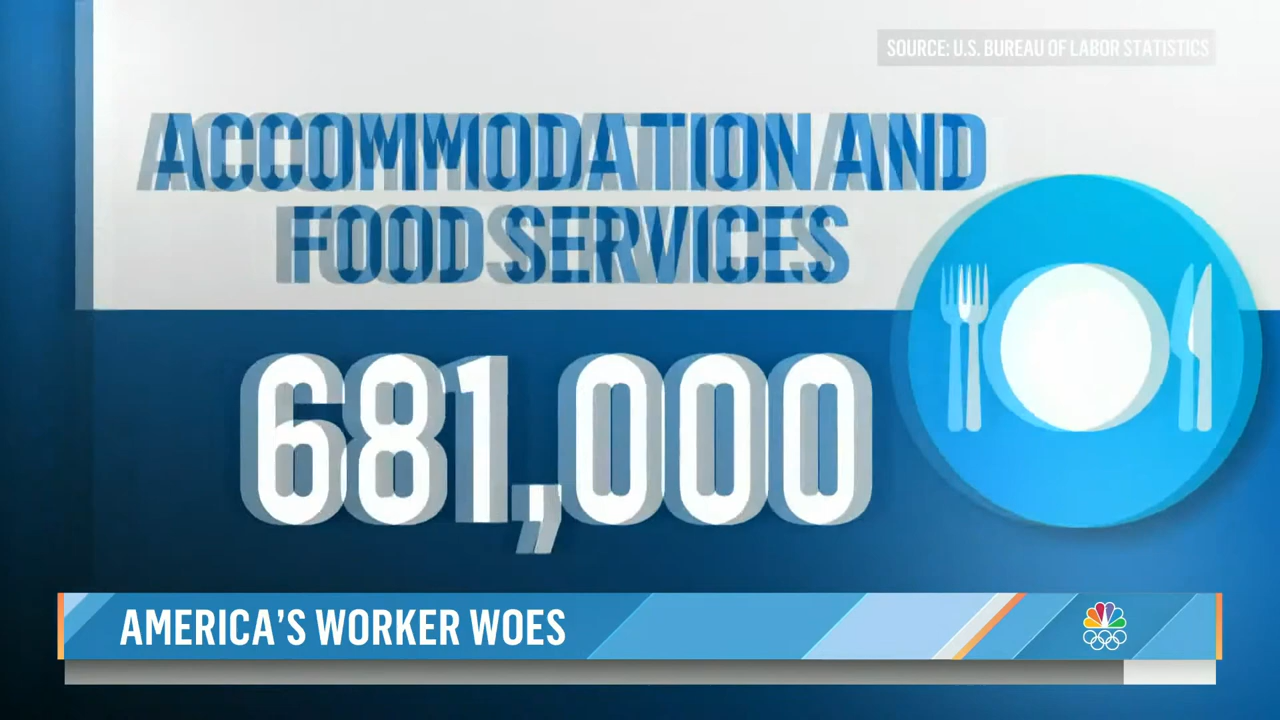 SOURCE: U.S. BUREAU OF LABOR STATISTICS
ACCOMMODATION AND
FOOD SERVICES
681,000
AMERICA'S WORKER WOES